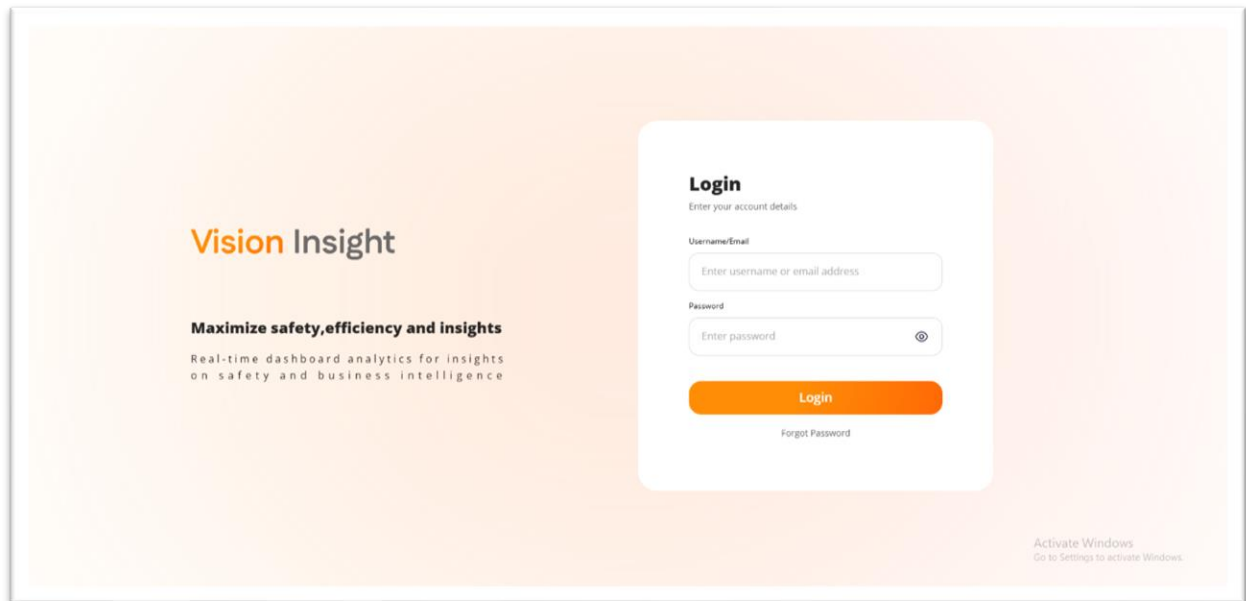 Vision Insight
Maximize safety,efficiency and insights
Real-time dashboard analytics for insights
on safety and business intelligence
Login
Enter your account details
Username/Email
Enter username or email address
Password
Enter password
Login
Forgot Password
Activate Windows
Go to Settings to activate Windows.